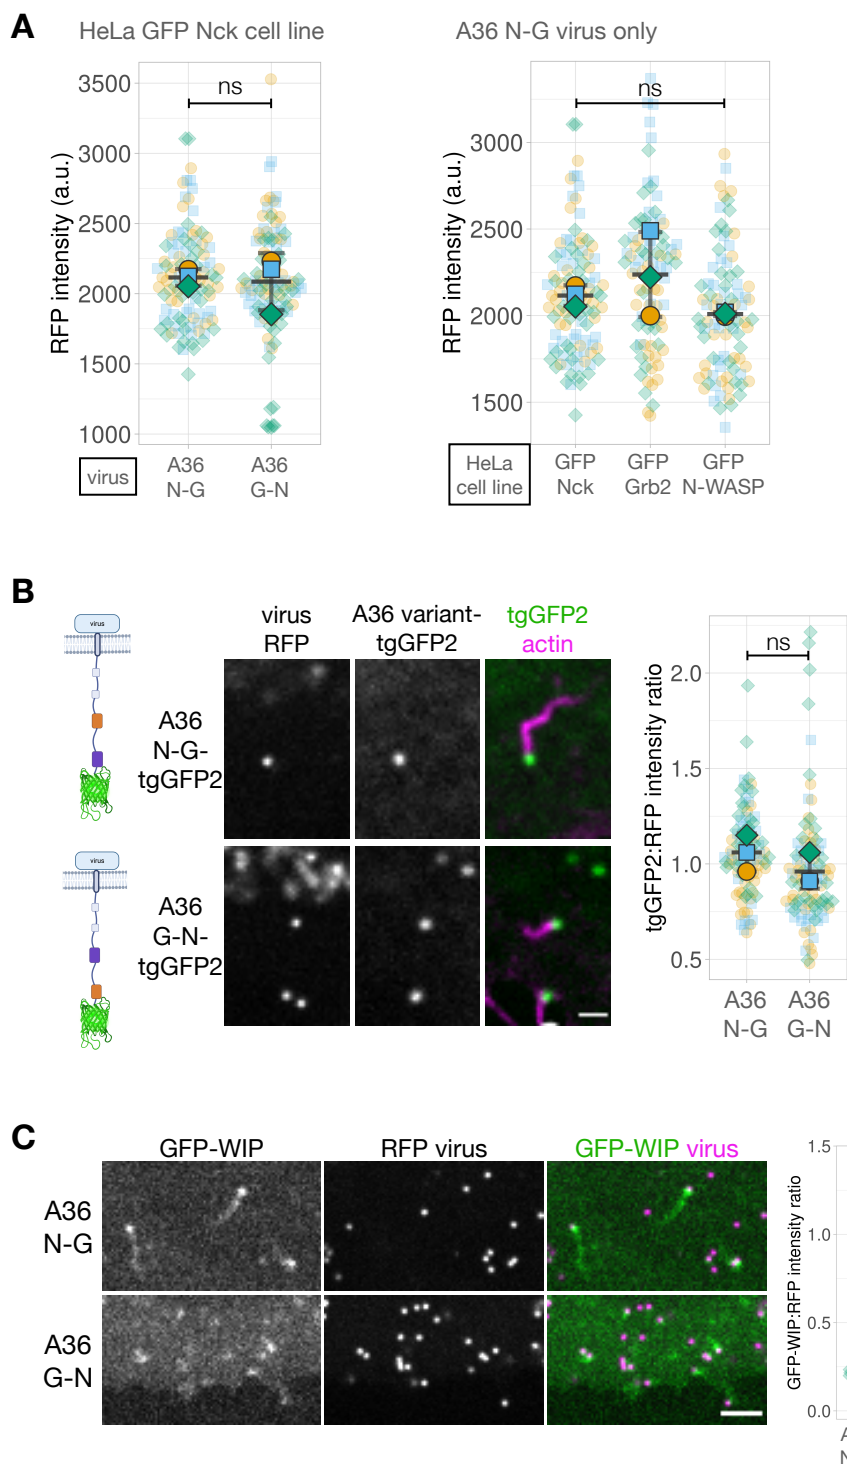 A
HeLa GFP Nck cell line
A36 N-G virus only
3500
3000
2500
2000
1500
1000
RFP intensity (a.u.)
ns
virus
A36
N-G
A36
G-N
3000
2500
2000
1500
RFP intensity (a.u.)
ns
HeLa
cell line
GFP
Nck
GFP
Grb2
GFP
N-WASP
B
virus
RFP
A36 variant-
tgGFP2
tgGFP2
actin
virus
A36
N-G-
tgGFP2
virus
A36
G-N-
tgGFP2
tgGFP2:RFP intensity ratio
2.0
1.5
1.0
0.5
ns
A36
N-G
A36
G-N
C
GFP-WIP
RFP virus
GFP-WIP virus
A36
N-G
A36
G-N
GFP-WIP:RFP intensity ratio
1.5
1.0
0.5
0.0